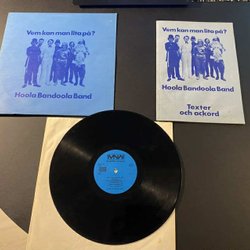 Vem kan man lita på?
Hoola Bandoola Band
Vem kan man lita på?
Hoola Bandoola Band
Texter
och ackord
MNW